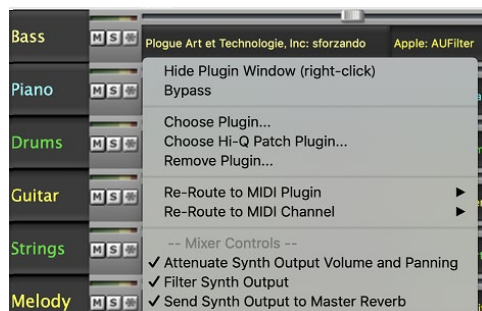 Bass
M S
Plogue Art et Technologie, Inc: sforzando
Apple: AUFilter
Hide Plugin Window (right-click)
Bypass
Piano
M S
Choose Plugin...
Choose Hi-Q Patch Plugin...
Remove Plugin...
Drums
M S
Guitar
M S
Re-Route to MIDI Plugin
Re-Route to MIDI Channel
Strings
M S
-- Mixer Controls --
✓ Attenuate Synth Output Volume and Panning
✓ Filter Synth Output
✓ Send Synth Output to Master Reverb
Melody
M S